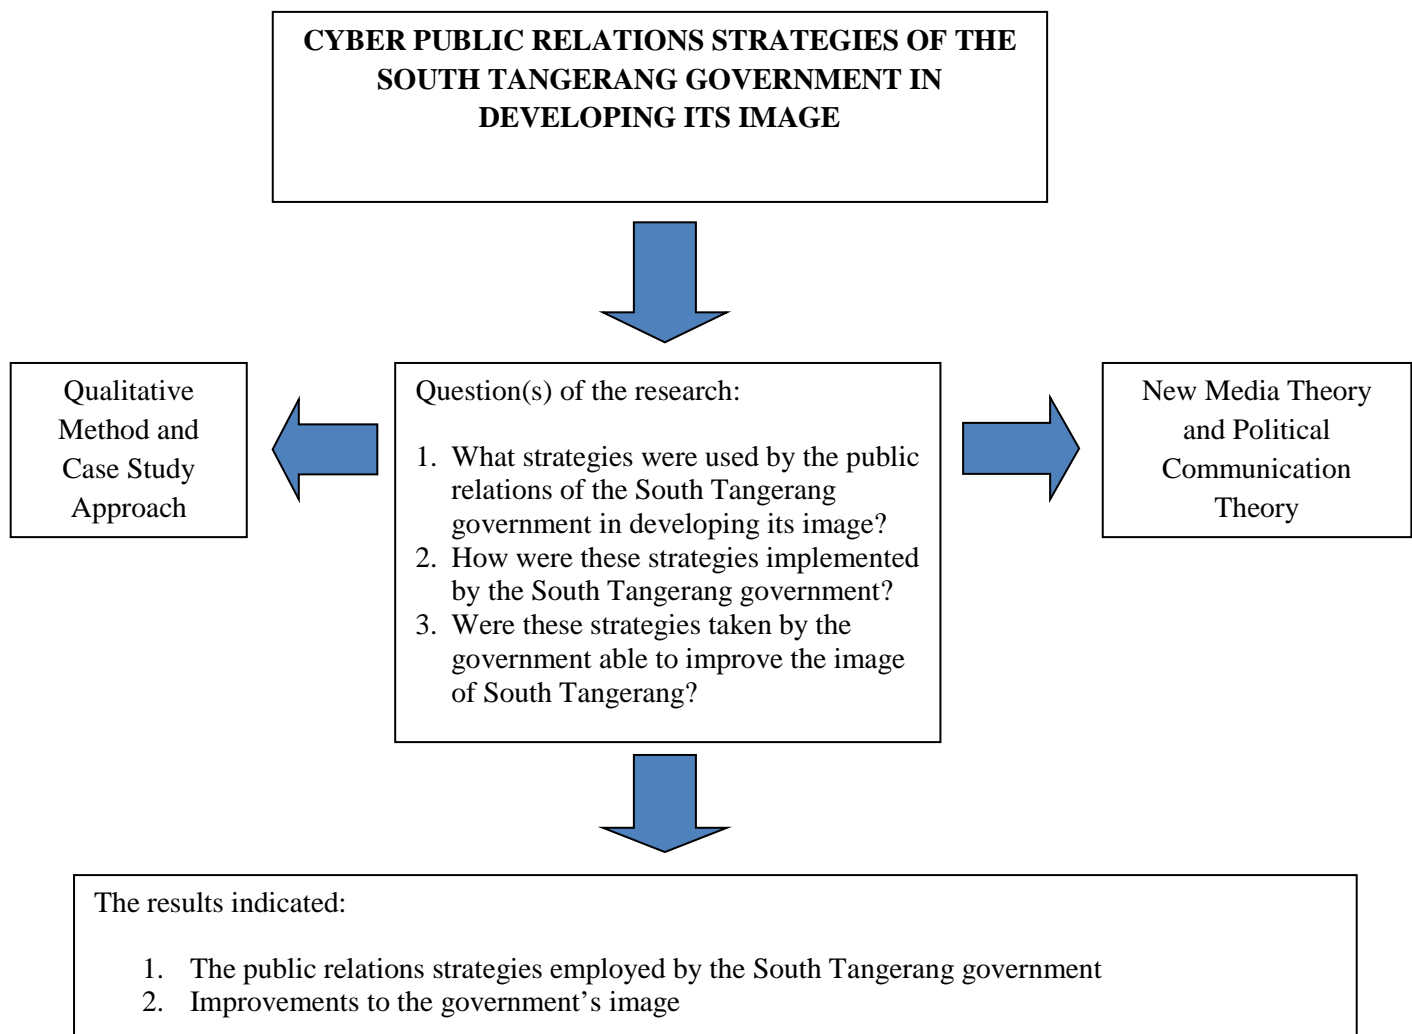 CYBER PUBLIC RELATIONS STRATEGIES OF THE
SOUTH TANGERANG GOVERNMENT IN
DEVELOPING ITS IMAGE
Qualitative
Method and
Case Study
Approach
Question(s) of the research:
1. What strategies were used by the public
relations of the South Tangerang
government in developing its image?
2. How were these strategies implemented
by the South Tangerang government?
3. Were these strategies taken by the
government able to improve the image
of South Tangerang?
New Media Theory
and Political
Communication
Theory
The results indicated:
1. The public relations strategies employed by the South Tangerang government
2. Improvements to the government’s image